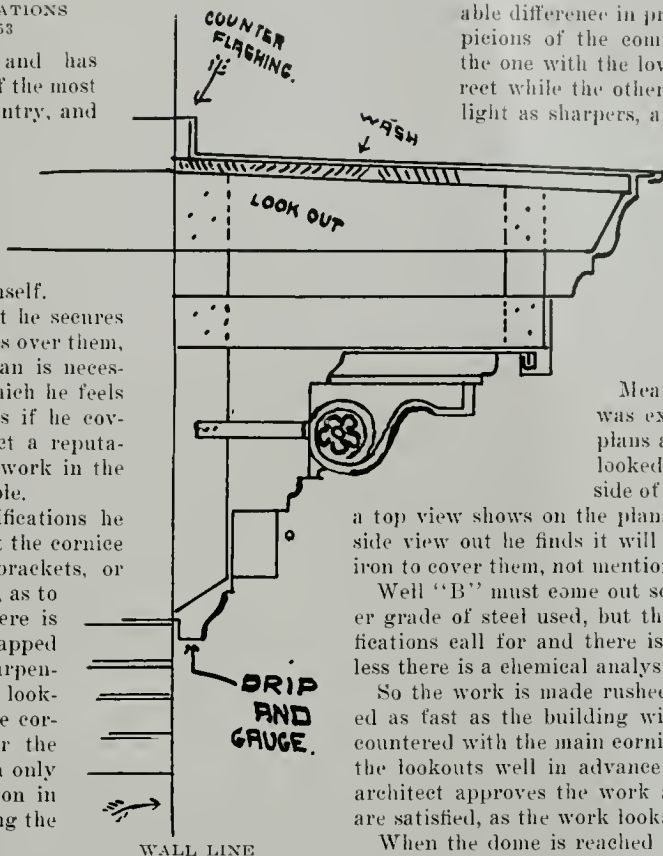 ATIONS
53
and has
f the most
ntry, and
nself.
t he secures
s over them,
an is neces-
hich he feels
s if he cov-
ct a reputa-
work in the
ole.
ifications he
t the cornice
brackets, or
, as to
ere is
apped
arpen-
look-
e cor-
r the
only
on in
ng the
COUNTER
FLASHING.
WASH
LOOK OUT
DRIP
AND
GAUGE.
WALL LINE
able difference in pr
picions of the com
the one with the lov
rect while the other
light as sharpers, a
Mea
was ex
plans a
looked
side of
a top view shows on the plan
side view out he finds it will
iron to cover them, not mentio
Well "B" must come out so
er grade of steel used, but th
fications call for and there is
less there is a chemical analys
So the work is made rushe
ed as fast as the building wi
countered with the main corni
the lookouts well in advance
architect approves the work a
are satisfied, as the work looks
When the dome is reached